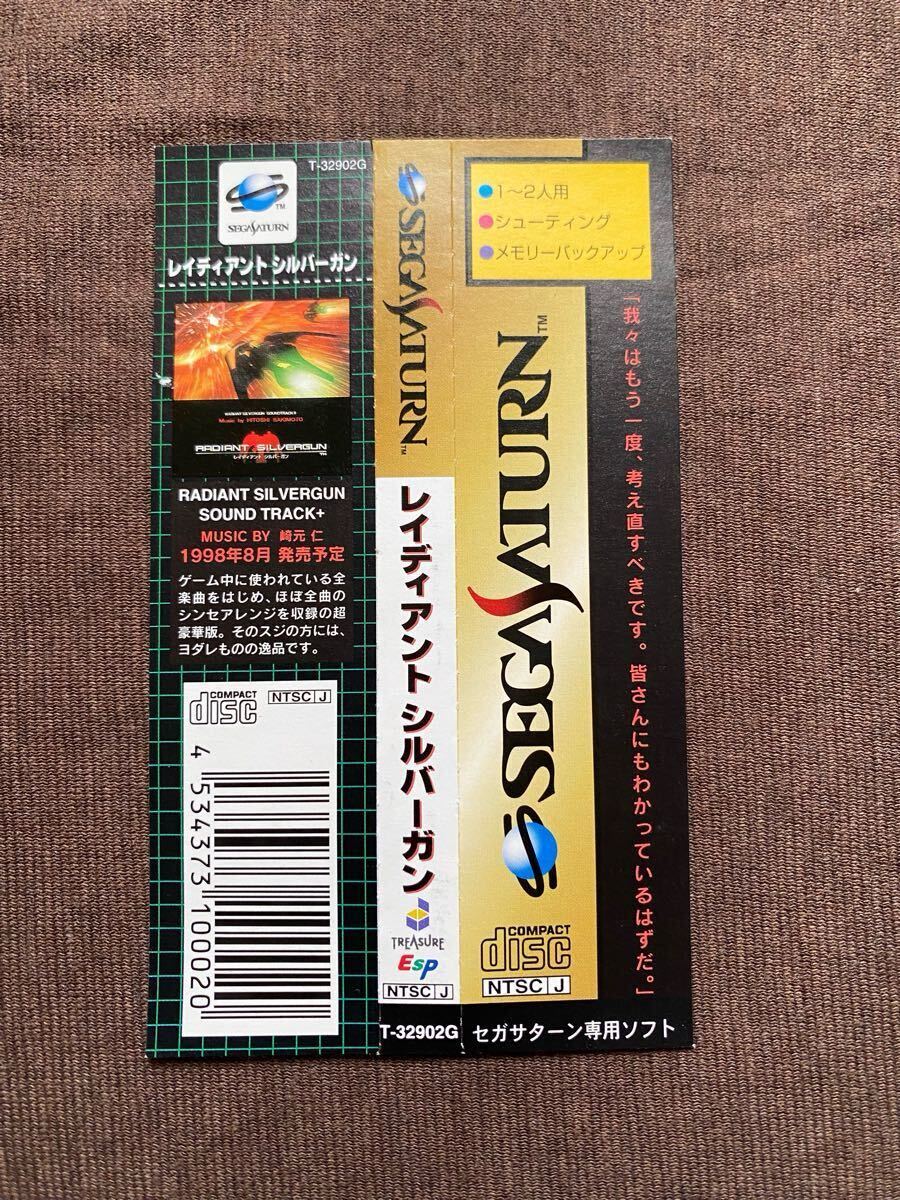 T-32902G
TM
SEGA SATURN
レイディアント シルバーガン
RADIANT SILVERGUN SOUNDTRACK+
Music by HITOSHI SAKIMOTO
RADIANT SILVERGUN
レイディアント シルバーガン
TM
RADIANT SILVERGUN
SOUND TRACK+
MUSIC BY 崎元 仁
1998年8月 発売予定
ゲーム中に使われている全
楽曲をはじめ、ほぼ全曲の
シンセアレンジを収録の超
豪華版。そのスジの方には、
ヨダレものの逸品です。
COMPACT
disc
NTSC J
4 534373 100020
SEGA SATURN
TM
レイディアント シルバーガン
TREASURE
ESP
NTSC J
T-32902G
●1〜2人用
●シューティング
●メモリーバックアップ
SEGA SATURN
TM
COMPACT
disc
NTSC J
セガサターン専用ソフト
「我々はもう一度、考え直すべきです。皆さんにもわかっているはずだ。」